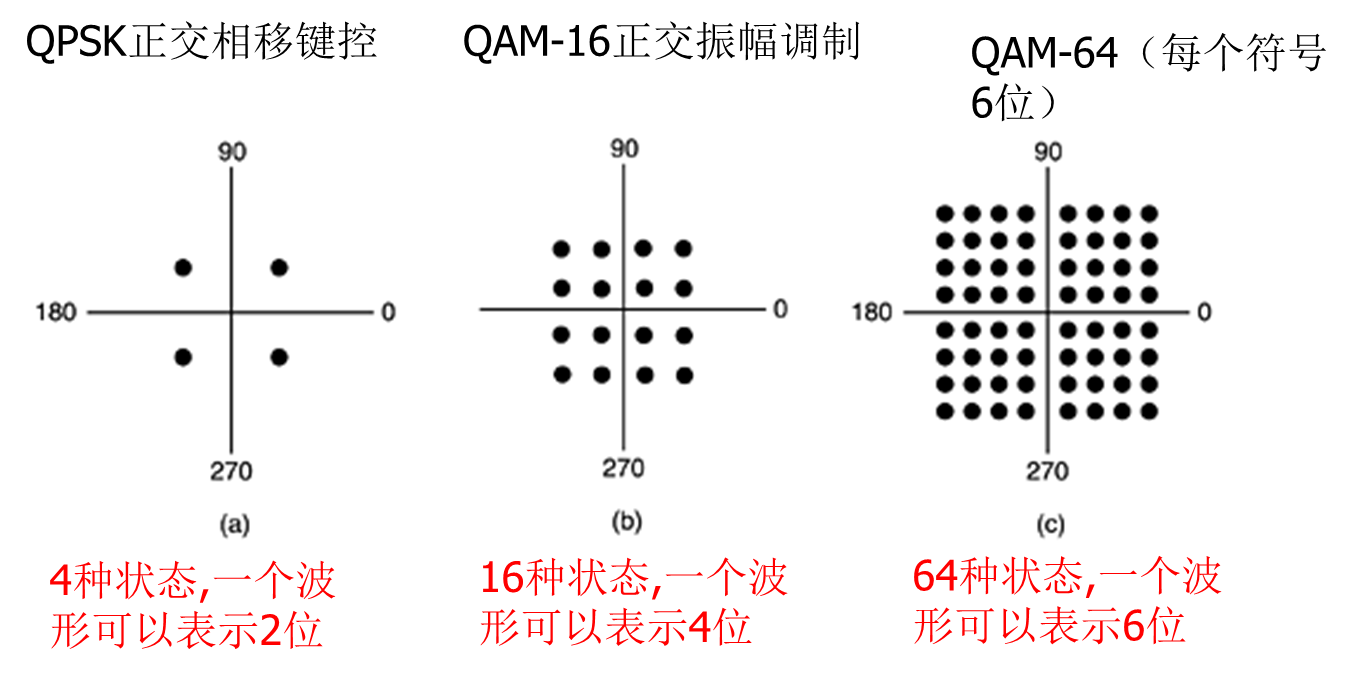 QPSK正交相移键控
QAM-16正交振幅调制
QAM-64（每个符号
6位）
90
180
0
270
(a)
90
0
270
(b)
90
180
0
270
(c)
4种状态,一个波
形可以表示2位
16种状态,一个波
形可以表示4位
64种状态,一个波
形可以表示6位